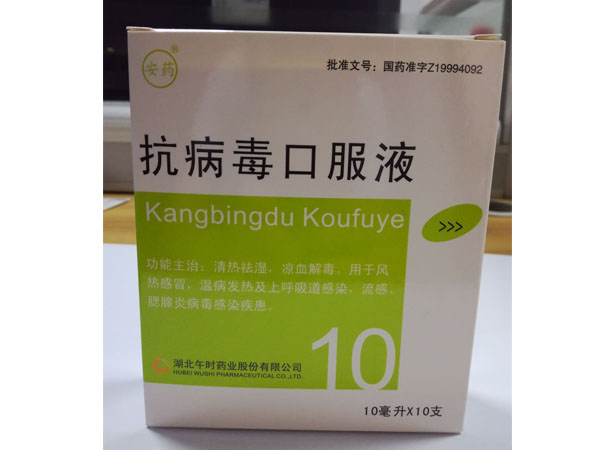 安药®
批准文号：国药准字Z19994092
抗病毒口服液
Kangbingdu Koufuye
>>>
功能主治：清热祛湿，凉血解毒。用于风
热感冒，温病发热及上呼吸道感染，流感、
腮腺炎病毒感染疾患。
湖北午时药业股份有限公司
HUBEI WUSHI PHARMACEUTICAL CO.,LTD.
10
10毫升X10支